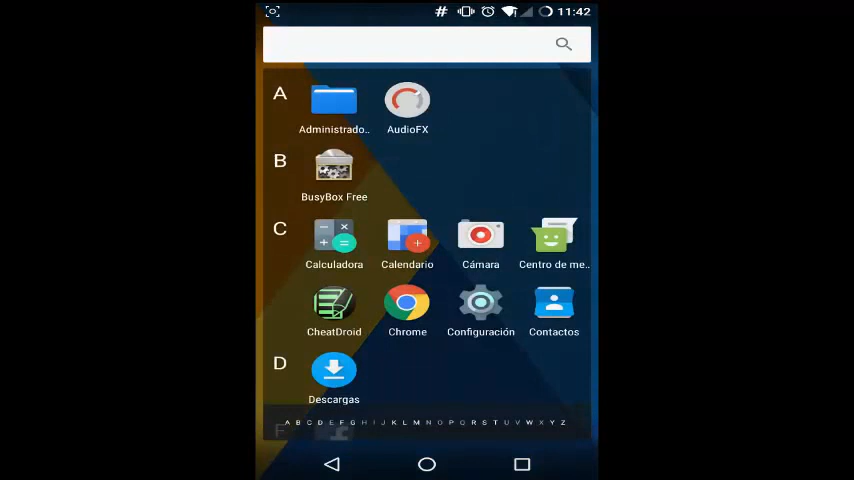 # 11:42
A
Administrado.. AudioFX
B
BusyBox Free
C
Calculadora Calendario Cámara Centro de me..
CheatDroid Chrome Configuración Contactos
D
Descargas
A B C D E F G H I J K L M N O P Q R S T U V W X Y Z
F